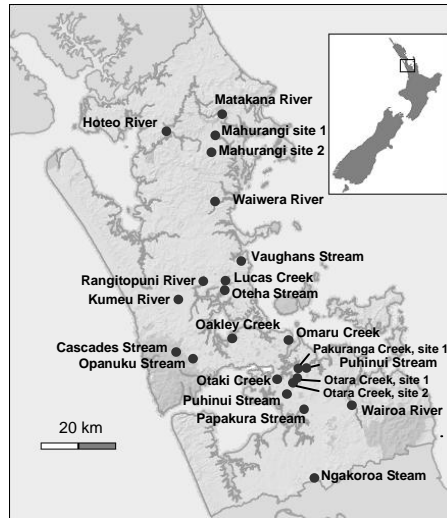 Matakana River
Hoteo River
Mahurangi site 1
Mahurangi site 2
Waiwera River
Vaughans Stream
Rangitopuni River
Lucas Creek
Oteha Stream
Kumeu River
Oakley Creek
Omaru Creek
Pakuranga Creek, site 1
Cascades Stream
Puhinui Stream
Opanuku Stream
Otaki Creek
Otara Creek, site 1
Otara Creek, site 2
Puhinui Stream
Wairoa River
Papakura Stream
20 km
Ngakoroa Steam